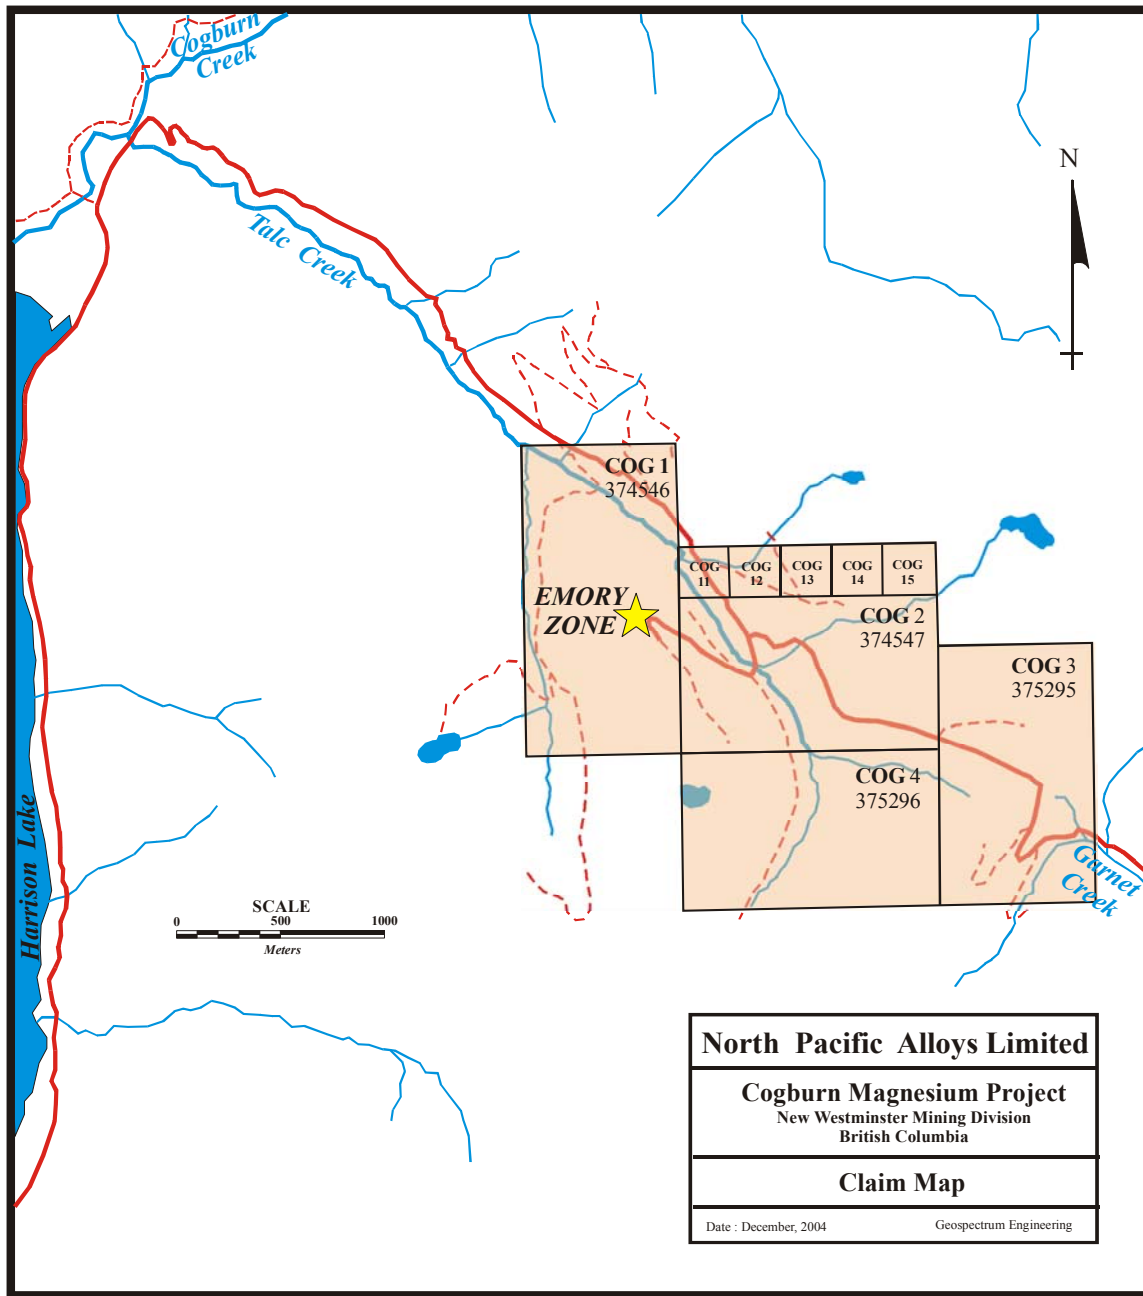 Cogburn
Creek
N
Talc Creek
COG 1
374546
COG
11
COG
12
COG
13
COG
14
COG
15
EMORY
ZONE
COG 2
374547
COG 3
375295
COG 4
375296
Harrison Lake
Garnet
Creek
SCALE
0 500 1000
Meters
North Pacific Alloys Limited
Cogburn Magnesium Project
New Westminster Mining Division
British Columbia
Claim Map
Date : December, 2004 Geospectrum Engineering